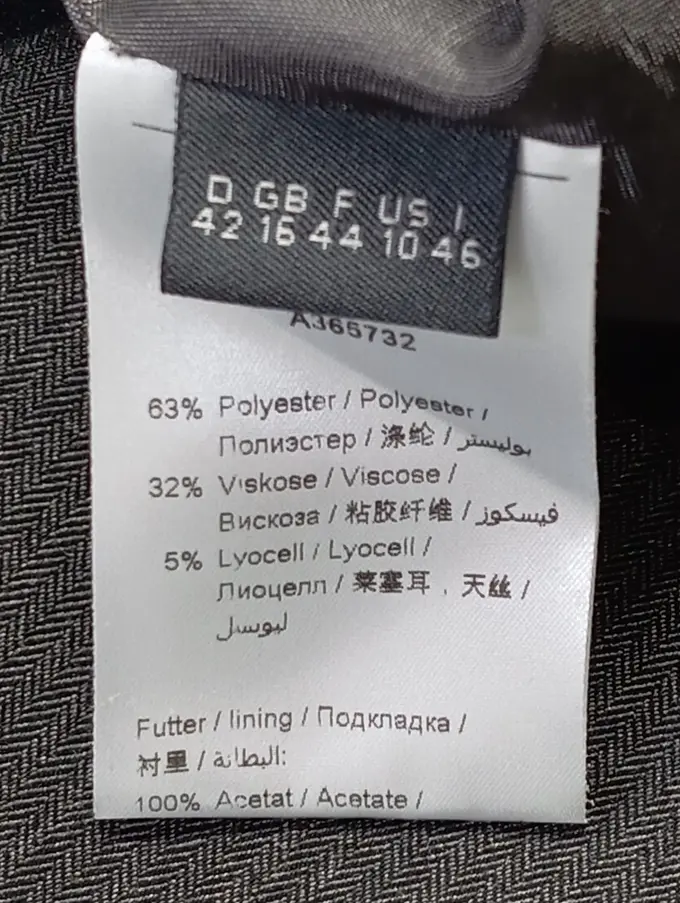 D GB F US I
42 16 44 10 46
A365732
63% Polyester / Polyester /
Полиэстер / 涤纶 / بوليستر
32% Viskose / Viscose /
Вискоза / 粘胶纤维 / فيسكوز
5% Lyocell / Lyocell /
Лиоцелл / 莱塞耳﹐天丝 /
ليوسل
Futter / lining / Подкладка /
衬里 / البطانة:
100% Acetat / Acetate /